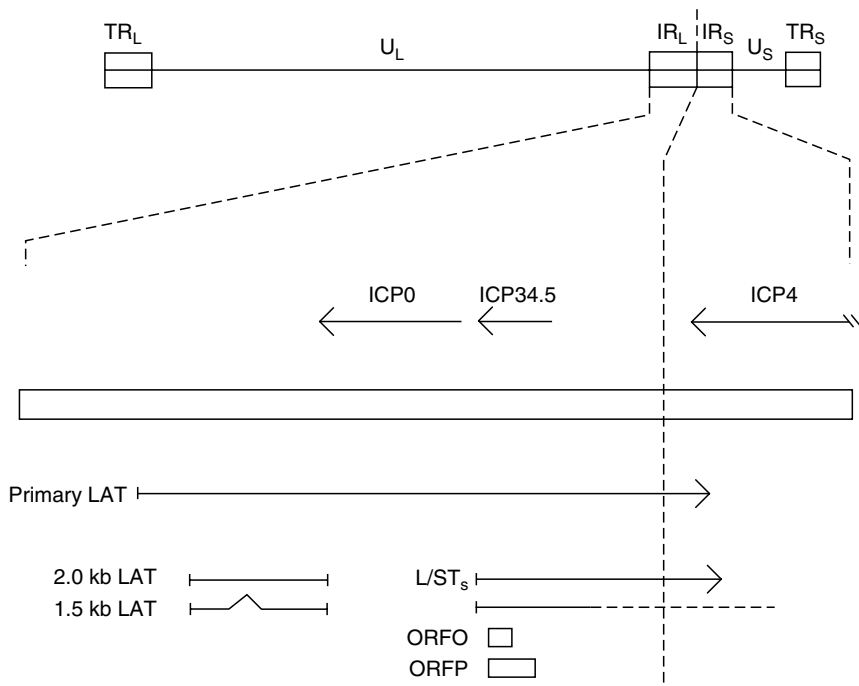 TR_L U_L IR_L IR_S U_S TR_S
ICP0 ICP34.5 ICP4
Primary LAT
2.0 kb LAT L/ST_s
1.5 kb LAT
ORFO
ORFP